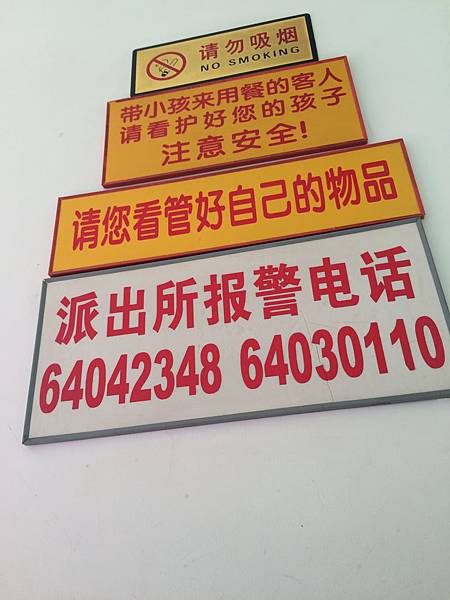 请勿吸烟
NO SMOKING
带小孩来用餐的客人
请看护好您的孩子
注意安全!
请您看管好自己的物品
派出所报警电话
64042348 64030110